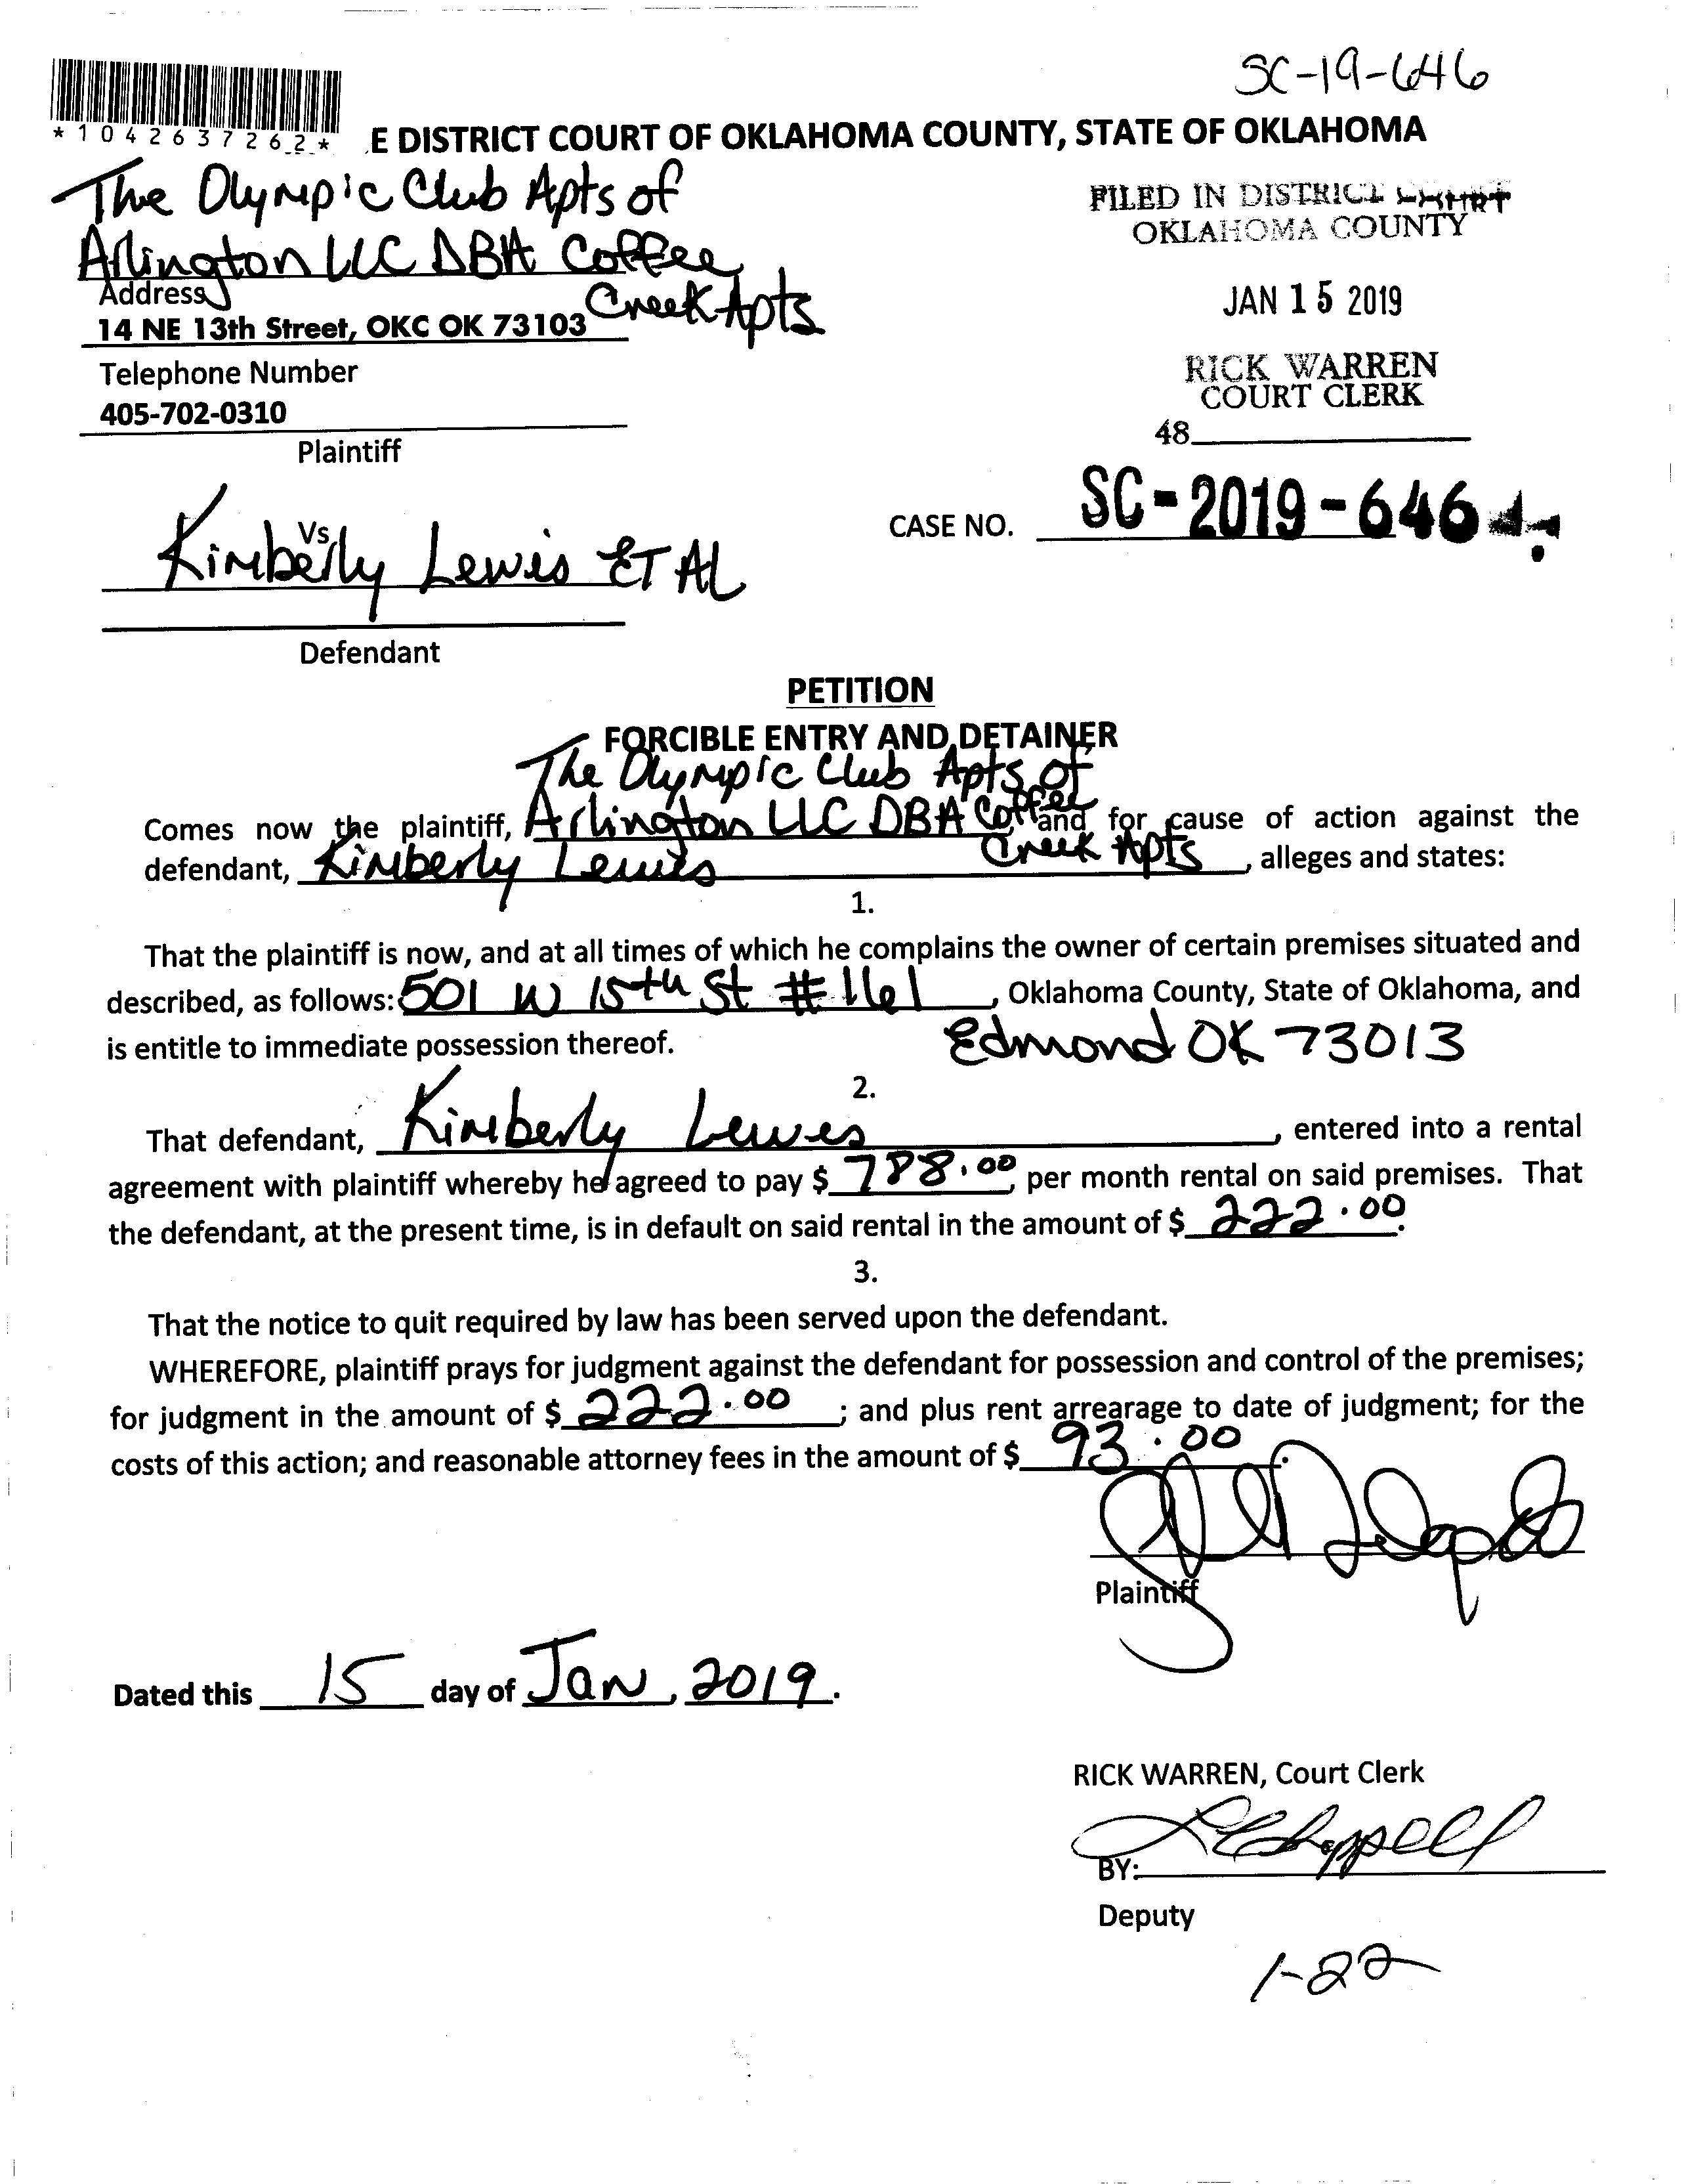 SC-19-646
*1042637262*
E DISTRICT COURT OF OKLAHOMA COUNTY, STATE OF OKLAHOMA
The Olympic Club Apts of
Arlington LLC DBA Coffee
Creek Apts
Address
14 NE 13th Street, OKC OK 73103
Telephone Number
405-702-0310
Plaintiff
FILED IN DISTRICT COURT
OKLAHOMA COUNTY
JAN 15 2019
RICK WARREN
COURT CLERK
48
Vs
Kimberly Lewis ET AL
Defendant
CASE NO. SC-2019-646
PETITION
FORCIBLE ENTRY AND DETAINER
The Olympic Club Apts of
Comes now the plaintiff, Arlington LLC DBA Coffee and for cause of action against the
Creek Apts
defendant, Kimberly Lewis, alleges and states:
1.
That the plaintiff is now, and at all times of which he complains the owner of certain premises situated and
described, as follows: 501 W 15th St #161, Oklahoma County, State of Oklahoma, and
is entitle to immediate possession thereof. Edmond OK 73013
2.
That defendant, Kimberly Lewis, entered into a rental
agreement with plaintiff whereby he agreed to pay $ 788.00, per month rental on said premises. That
the defendant, at the present time, is in default on said rental in the amount of $ 222.00.
3.
That the notice to quit required by law has been served upon the defendant.
WHEREFORE, plaintiff prays for judgment against the defendant for possession and control of the premises;
for judgment in the amount of $ 222.00 ; and plus rent arrearage to date of judgment; for the
costs of this action; and reasonable attorney fees in the amount of $ 93.00.
Plaintiff
Dated this 15 day of Jan, 2019.
RICK WARREN, Court Clerk
BY:
Deputy
1-22